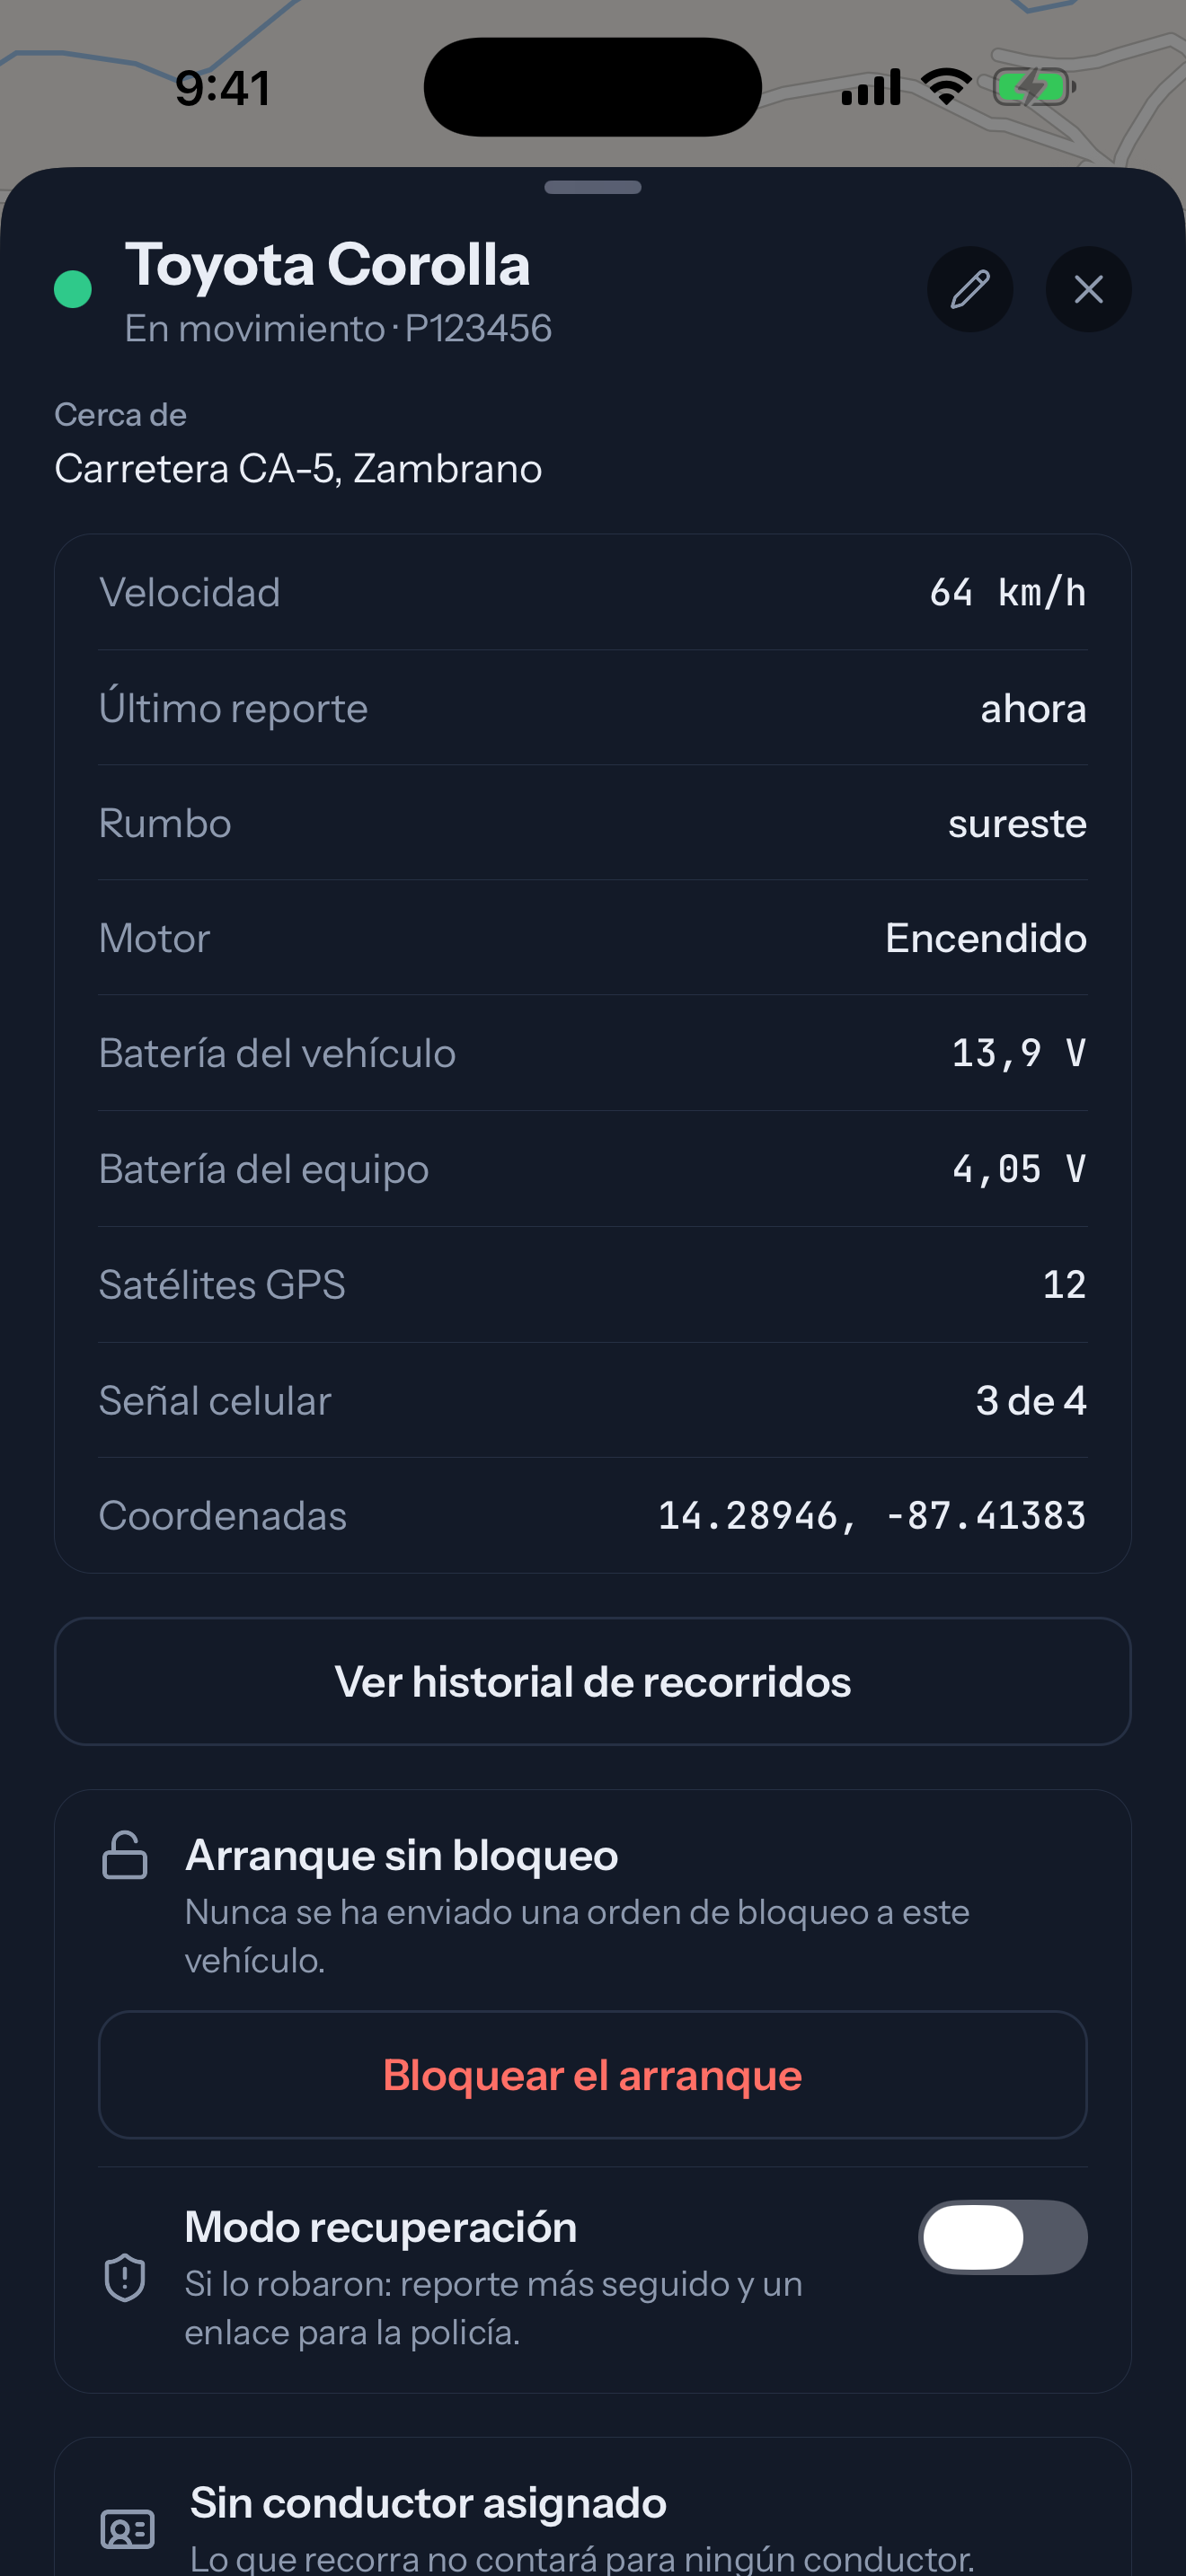 9:41
Toyota Corolla
En movimiento · P123456
Cerca de
Carretera CA-5, Zambrano
Velocidad 64 km/h
Último reporte ahora
Rumbo sureste
Motor Encendido
Batería del vehículo 13,9 V
Batería del equipo 4,05 V
Satélites GPS 12
Señal celular 3 de 4
Coordenadas 14.28946, -87.41383
Ver historial de recorridos
Arranque sin bloqueo
Nunca se ha enviado una orden de bloqueo a este
vehículo.
Bloquear el arranque
Modo recuperación
Si lo robaron: reporte más seguido y un
enlace para la policía.
Sin conductor asignado
Lo que recorra no contará para ningún conductor.